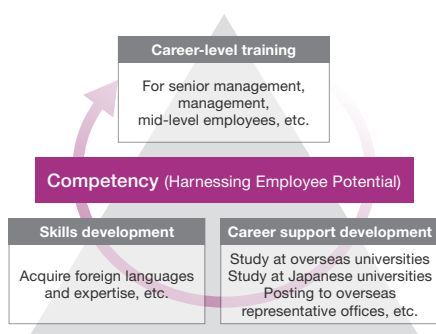 Career-level training
For senior management,
management,
mid-level employees, etc.
Competency (Harnessing Employee Potential)
Skills development
Acquire foreign languages
and expertise, etc.
Career support development
Study at overseas universities
Study at Japanese universities
Posting to overseas
representative offices, etc.